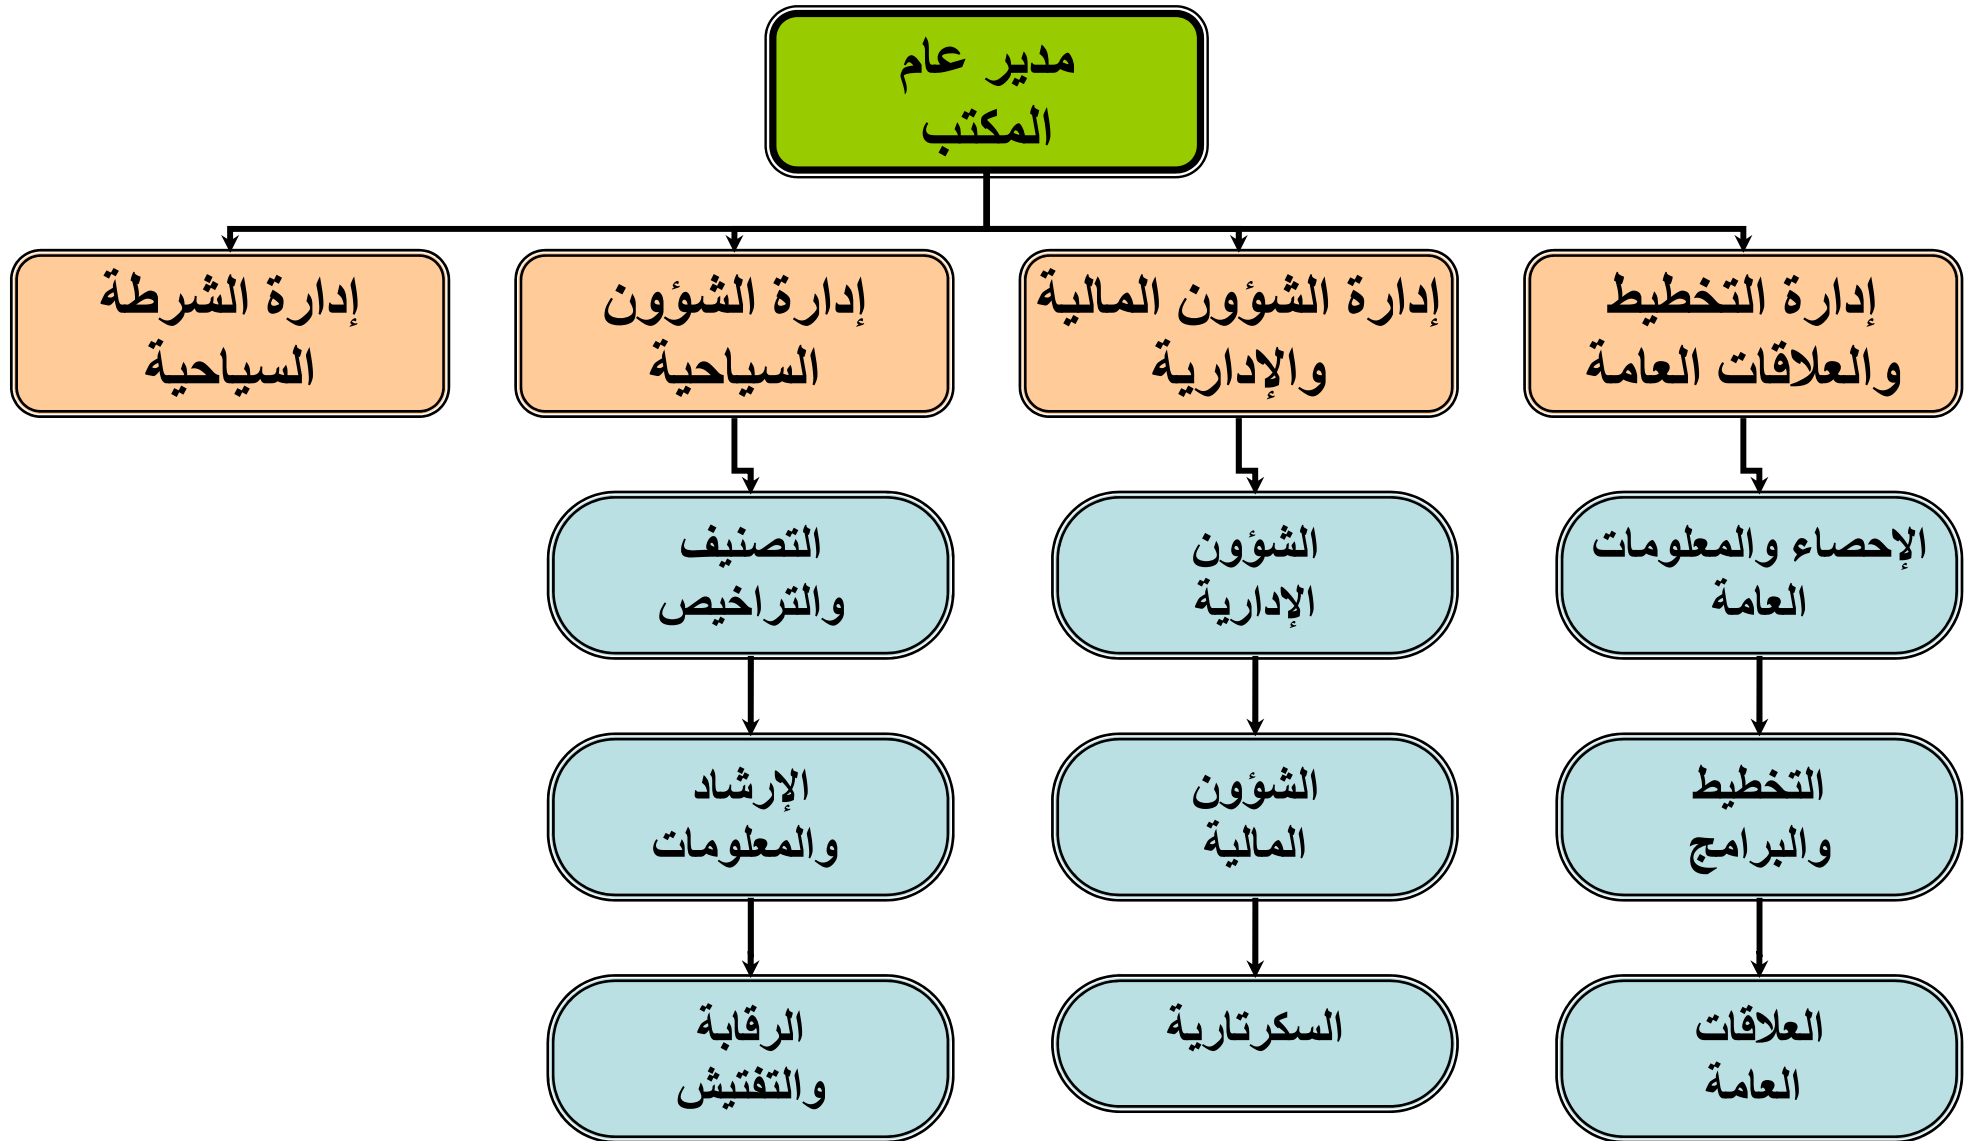 مدير عام
المكتب
إدارة التخطيط
والعلاقات العامة
إدارة الشؤون المالية
والإدارية
إدارة الشؤون
السياحية
إدارة الشرطة
السياحية
الإحصاء والمعلومات
العامة
الشؤون
الإدارية
التصنيف
والتراخيص
التخطيط
والبرامج
الشؤون
المالية
الإرشاد
والمعلومات
العلاقات
العامة
السكرتارية
الرقابة
والتفتيش